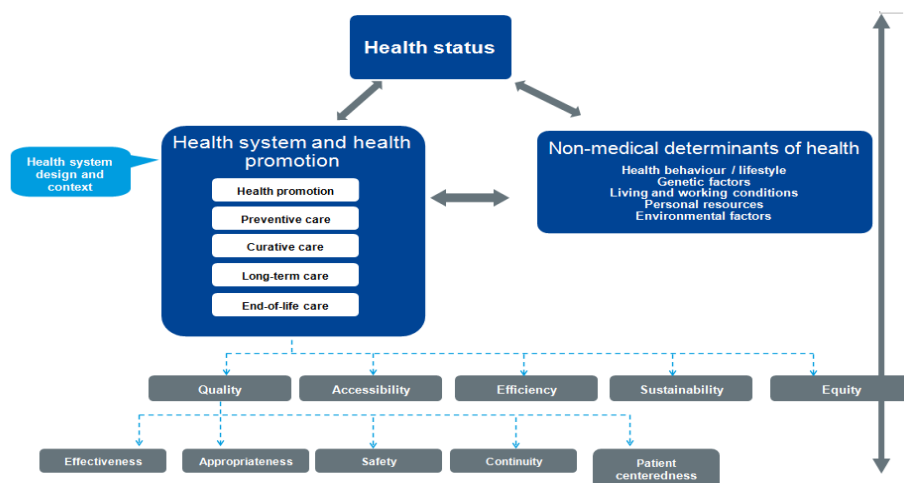 Health status
Health system and health
promotion
Health system
design and
context
Health promotion
Preventive care
Curative care
Long-term care
End-of-life care
Non-medical determinants of health
Health behaviour / lifestyle
Genetic factors
Living and working conditions
Personal resources
Environmental factors
Quality
Accessibility
Efficiency
Sustainability
Equity
Effectiveness
Appropriateness
Safety
Continuity
Patient
centeredness